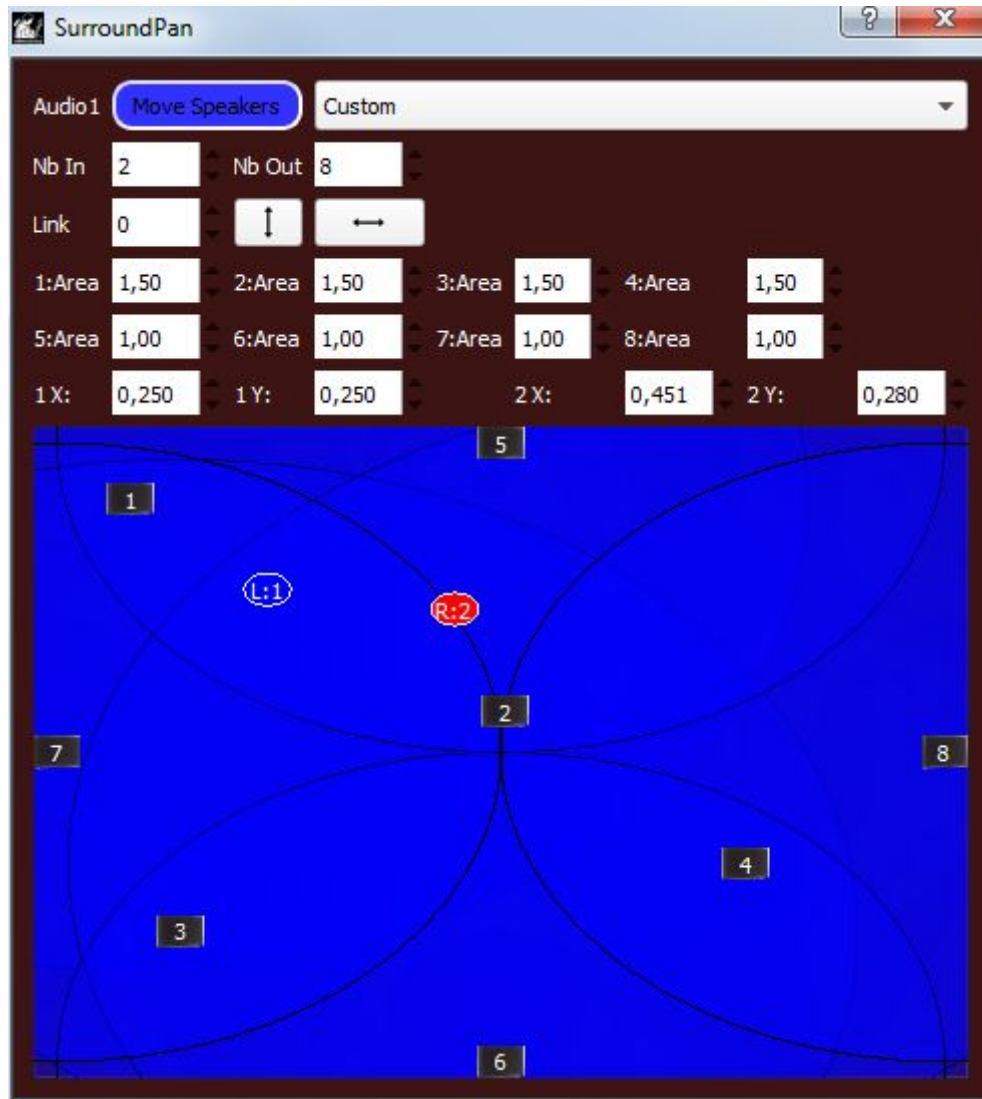 SurroundPan ? X
Audio1 Move Speakers Custom
Nb In 2 Nb Out 8
Link 0
1:Area 1,50 2:Area 1,50 3:Area 1,50 4:Area 1,50
5:Area 1,00 6:Area 1,00 7:Area 1,00 8:Area 1,00
1 X: 0,250 1 Y: 0,250 2 X: 0,451 2 Y: 0,280
5
1
L:1
R:2
2
7 8
4
3
6